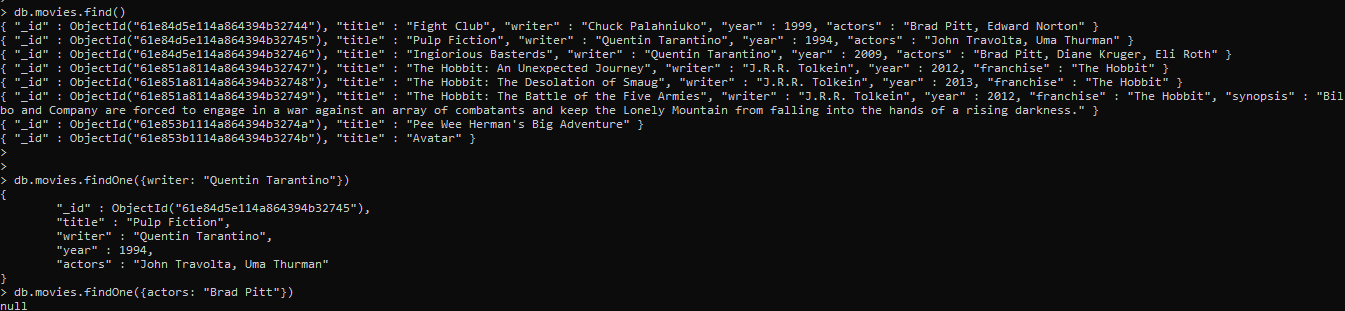 > db.movies.find()
{ "_id" : ObjectId("61e84d5e114a864394b32744"), "title" : "Fight Club", "writer" : "Chuck Palahniuko", "year" : 1999, "actors" : "Brad Pitt, Edward Norton" }
{ "_id" : ObjectId("61e84d5e114a864394b32745"), "title" : "Pulp Fiction", "writer" : "Quentin Tarantino", "year" : 1994, "actors" : "John Travolta, Uma Thurman" }
{ "_id" : ObjectId("61e84d5e114a864394b32746"), "title" : "Ingiorious Basterds", "writer" : "Quentin Tarantino", "year" : 2009, "actors" : "Brad Pitt, Diane Kruger, Eli Roth" }
{ "_id" : ObjectId("61e851a8114a864394b32747"), "title" : "The Hobbit: An Unexpected Journey", "writer" : "J.R.R. Tolkein", "year" : 2012, "franchise" : "The Hobbit" }
{ "_id" : ObjectId("61e851a8114a864394b32748"), "title" : "The Hobbit: The Desolation of Smaug", "writer" : "J.R.R. Tolkein", "year" : 2013, "franchise" : "The Hobbit" }
{ "_id" : ObjectId("61e851a8114a864394b32749"), "title" : "The Hobbit: The Battle of the Five Armies", "writer" : "J.R.R. Tolkein", "year" : 2012, "franchise" : "The Hobbit", "synopsis" : "Bil
bo and Company are forced to engage in a war against an array of combatants and keep the Lonely Mountain from falling into the hands of a rising darkness." }
{ "_id" : ObjectId("61e853b1114a864394b3274a"), "title" : "Pee Wee Herman's Big Adventure" }
{ "_id" : ObjectId("61e853b1114a864394b3274b"), "title" : "Avatar" }
>
>
> db.movies.findOne({writer: "Quentin Tarantino"})
{
"_id" : ObjectId("61e84d5e114a864394b32745"),
"title" : "Pulp Fiction",
"writer" : "Quentin Tarantino",
"year" : 1994,
"actors" : "John Travolta, Uma Thurman"
}
> db.movies.findOne({actors: "Brad Pitt"})
null